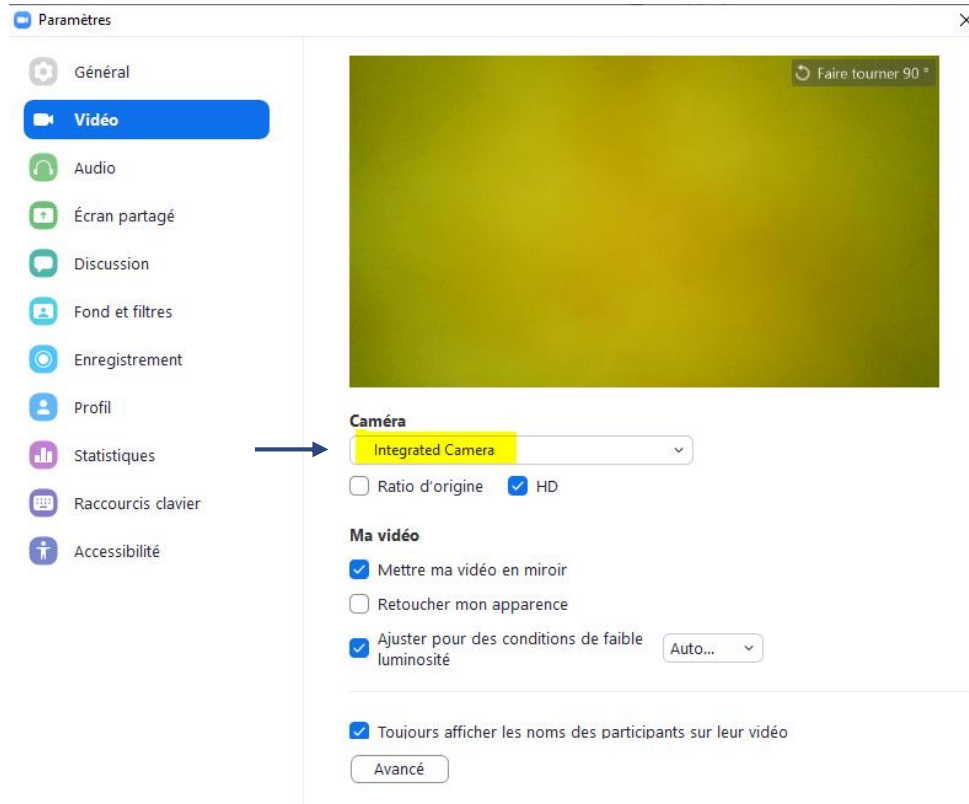 Paramètres
Général
Vidéo
Audio
Écran partagé
Discussion
Fond et filtres
Enregistrement
Profil
Statistiques
Raccourcis clavier
Accessibilité
Faire tourner 90 °
Caméra
Integrated Camera
Ratio d'origine HD
Ma vidéo
Mettre ma vidéo en miroir
Retoucher mon apparence
Ajuster pour des conditions de faible
luminosité
Auto...
Toujours afficher les noms des participants sur leur vidéo
Avancé